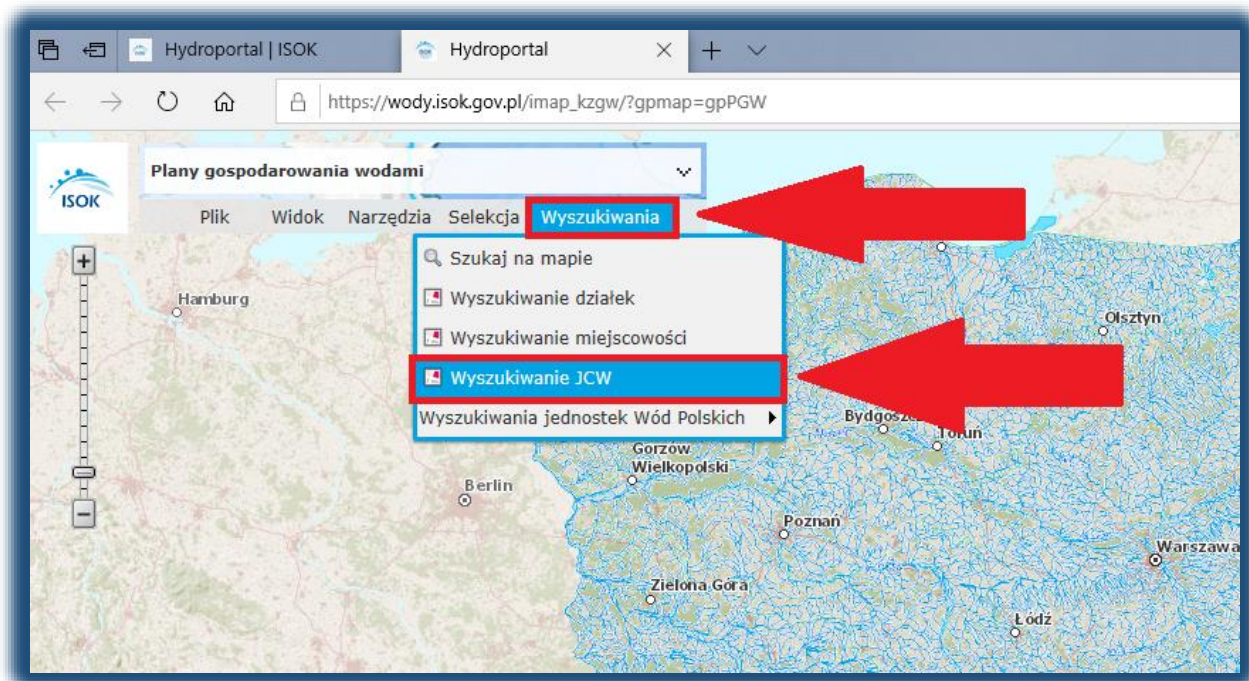 Hydroportal | ISOK
Hydroportal
https://wody.isok.gov.pl/imap_kzgw/?gpmap=gpPGW
ISOK
Plany gospodarowania wodami
Plik Widok Narzędzia Selekcja Wyszukiwania
Szukaj na mapie
Wyszukiwanie działek
Wyszukiwanie miejscowości
Wyszukiwanie JCW
Wyszukiwania jednostek Wód Polskich
Hamburg
Olsztyn
Toruń
Gorzów
Wielkopolski
Berlin
Poznań
Warszawa
Zielona Góra
Łódź